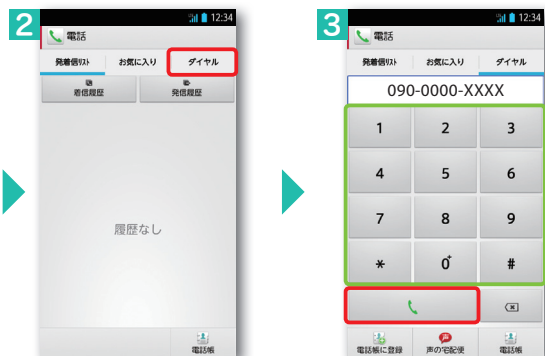 2
12:34
電話
発着信リスト お気に入り ダイヤル
着信履歴 発信履歴
履歴なし
電話帳
3
12:34
電話
発着信リスト お気に入り ダイヤル
090-0000-XXXX
1 2 3
4 5 6
7 8 9
* 0+ #
電話帳に登録 声の宅配便 電話帳